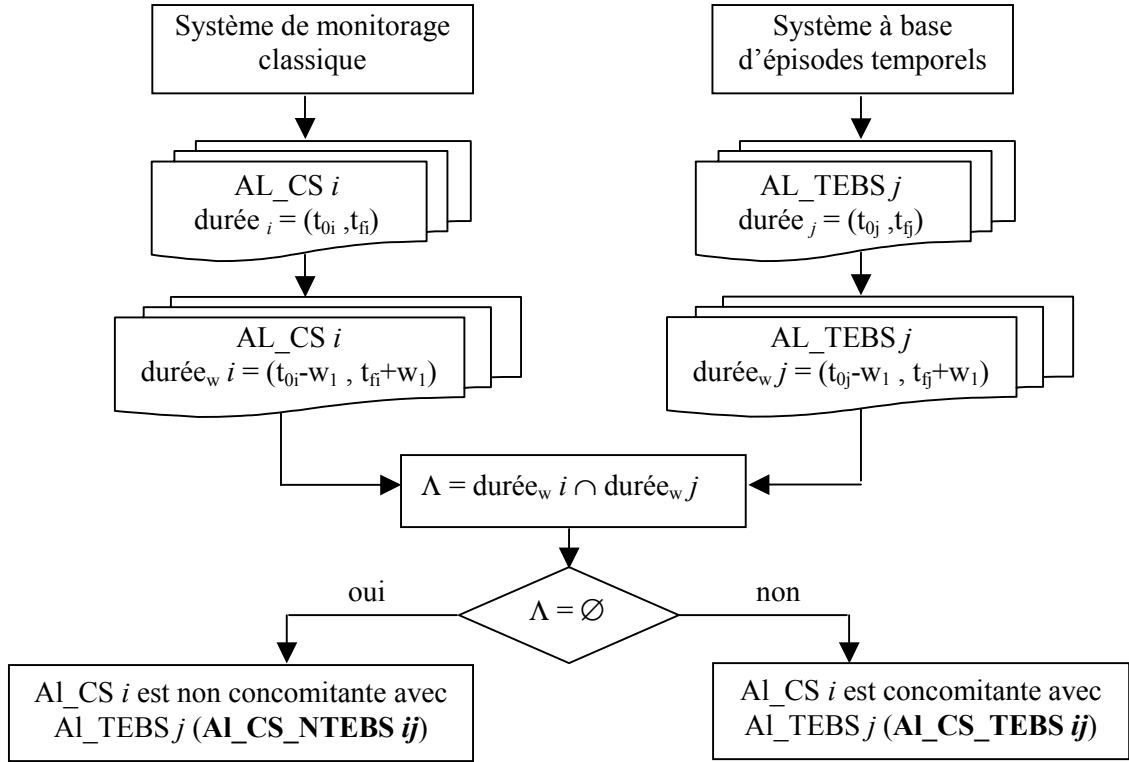 Système de monitorage
classique
Système à base
d’épisodes temporels
AL_CS i
durée i = (t0i ,tfi)
AL_TEBS j
durée j = (t0j ,tfj)
AL_CS i
duréew i = (t0i-w1 , tfi+w1)
AL_TEBS j
duréew j = (t0j-w1 , tfj+w1)
Λ = duréew i ∩ duréew j
oui
Λ = ∅
non
Al_CS i est non concomitante avec
Al_TEBS j (Al_CS_NTEBS ij)
Al_CS i est concomitante avec
Al_TEBS j (Al_CS_TEBS ij)